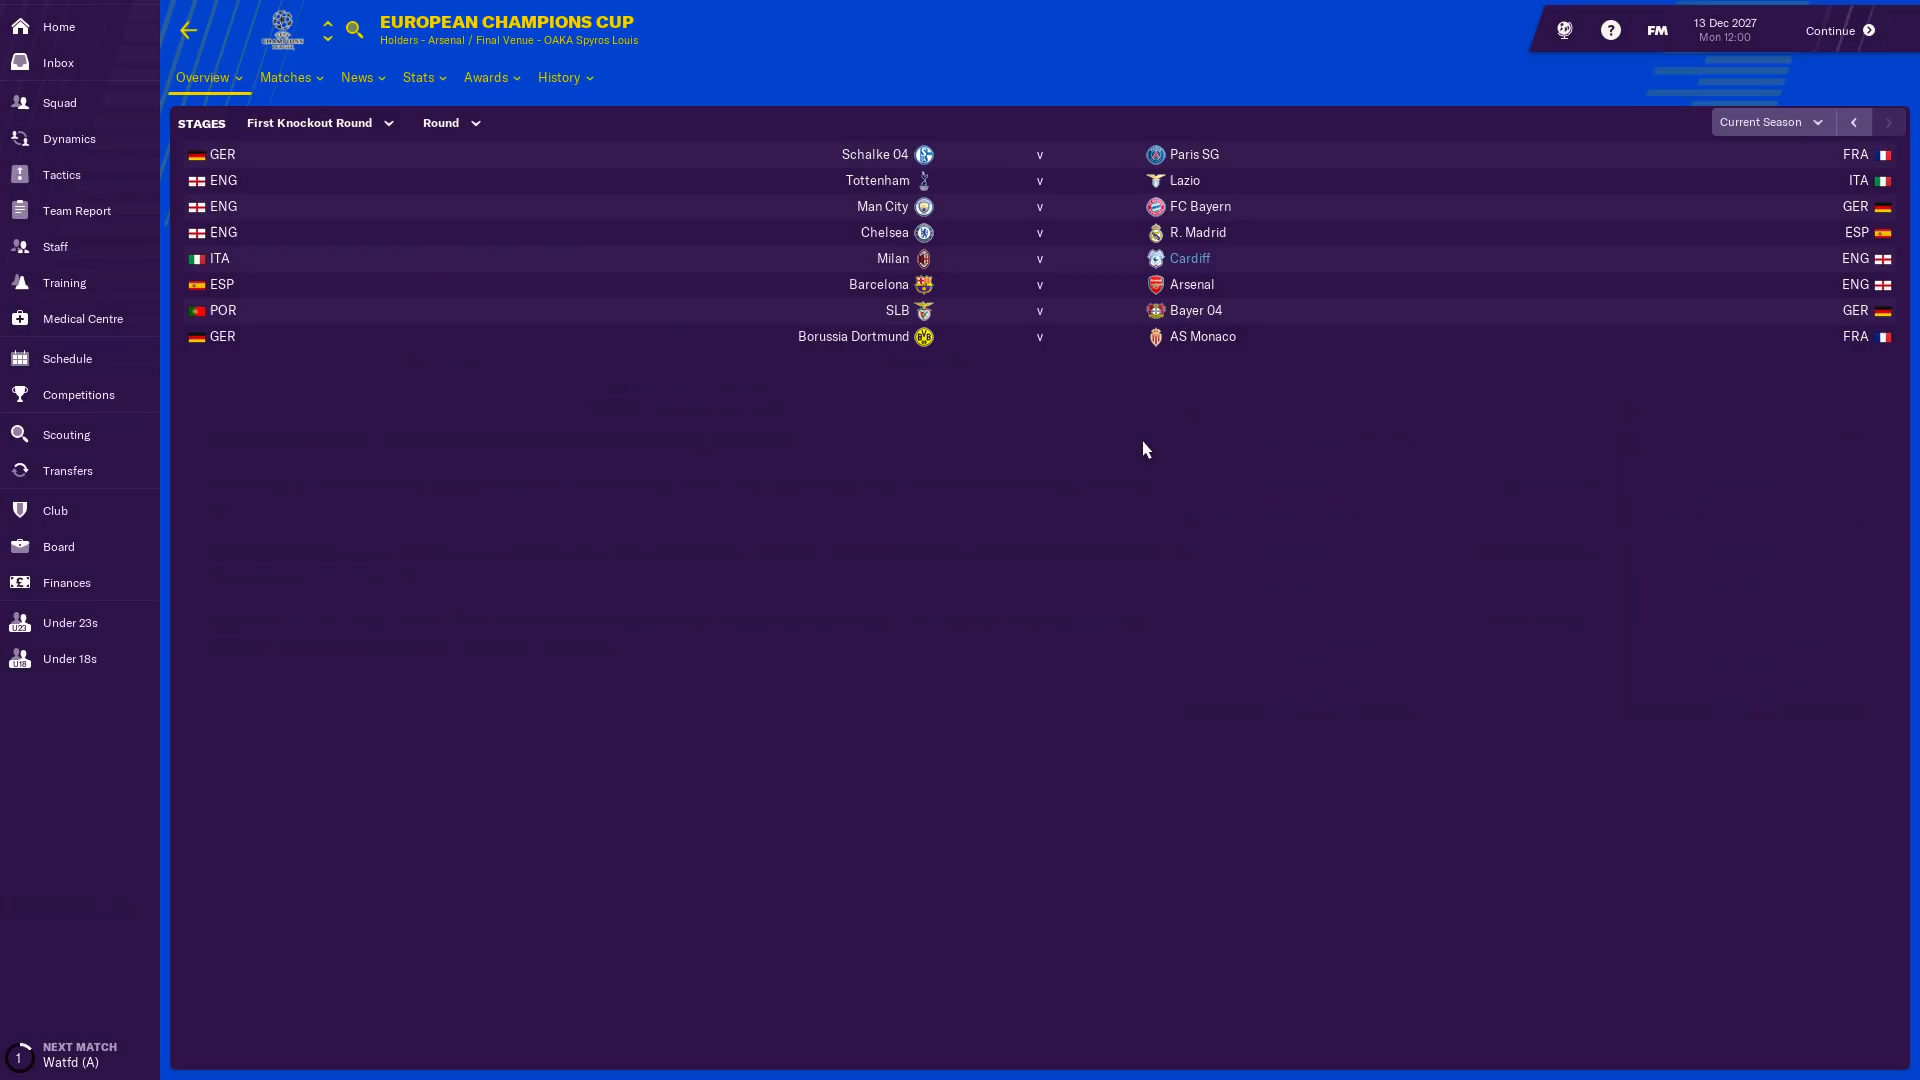 Home
Inbox
Squad
Dynamics
Tactics
Team Report
Staff
Training
Medical Centre
Schedule
Competitions
Scouting
Transfers
Club
Board
Finances
U23 Under 23s
U18 Under 18s
1 NEXT MATCH
Watfd (A)
EUROPEAN CHAMPIONS CUP
Holders - Arsenal / Final Venue - OAKA Spyros Louis
FM
13 Dec 2027
Mon 12:00
Continue
Overview Matches News Stats Awards History
STAGES First Knockout Round Round Current Season
GER Schalke 04 v Paris SG FRA
ENG Tottenham v Lazio ITA
ENG Man City v FC Bayern GER
ENG Chelsea v R. Madrid ESP
ITA Milan v Cardiff ENG
ESP Barcelona v Arsenal ENG
POR SLB v Bayer 04 GER
GER Borussia Dortmund v AS Monaco FRA